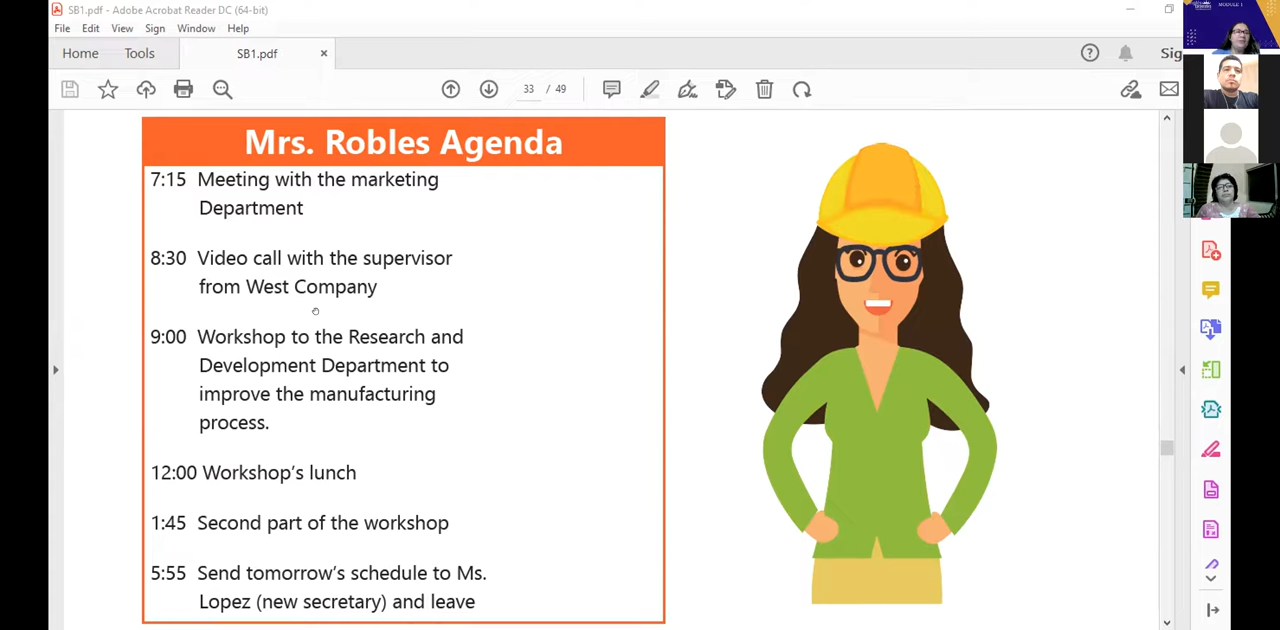 SB1.pdf - Adobe Acrobat Reader DC (64-bit)
MODULE 1
File Edit View Sign Window Help
Home Tools SB1.pdf × Sig
33 / 49
Mrs. Robles Agenda
7:15 Meeting with the marketing
Department
8:30 Video call with the supervisor
from West Company
9:00 Workshop to the Research and
Development Department to
improve the manufacturing
process.
12:00 Workshop's lunch
1:45 Second part of the workshop
5:55 Send tomorrow's schedule to Ms.
Lopez (new secretary) and leave